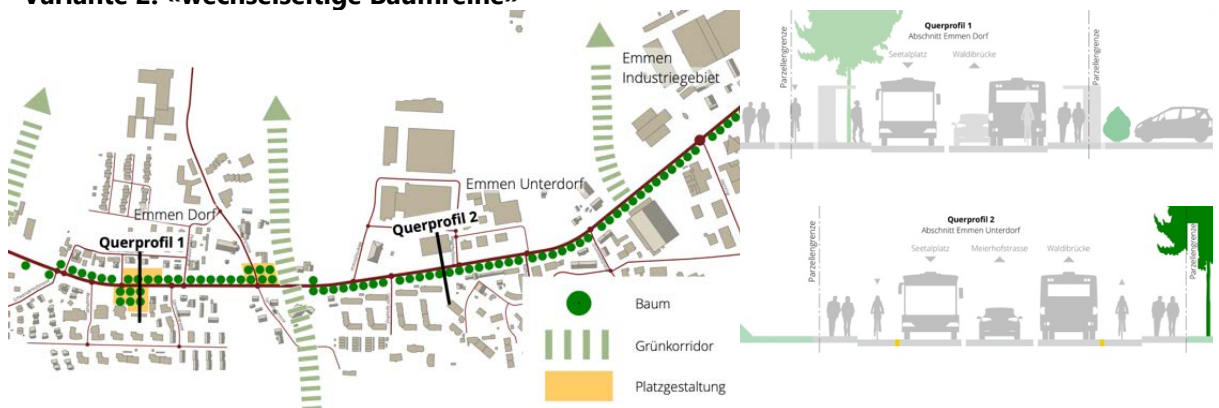 Variante 2: «wechselseitige Baumreihe»
Emmen
Industriegebiet
Emmen Unterdorf
Emmen Dorf
Querprofil 1
Querprofil 2
Baum
Grünkorridor
Platzgestaltung
Querprofil 1
Abschnitt Emmen Dorf
Seetalplatz
Waldibrücke
Parzellengrenze
Parzellengrenze
Querprofil 2
Abschnitt Emmen Unterdorf
Seetalplatz
Meierhofstrasse
Waldibrücke
Parzellengrenze
Parzellengrenze